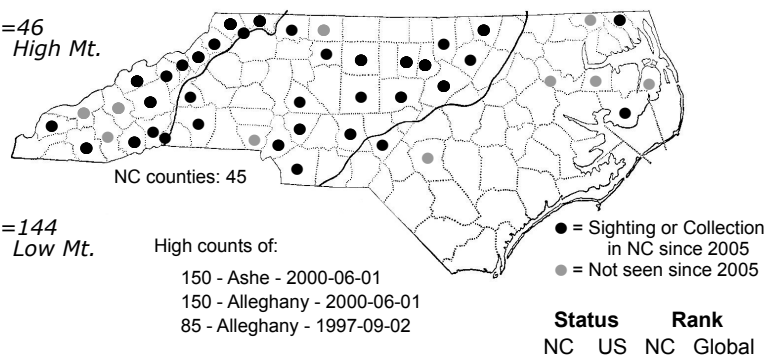 =46
High Mt.
NC counties: 45
=144
Low Mt.
High counts of:
150 - Ashe - 2000-06-01
150 - Alleghany - 2000-06-01
85 - Alleghany - 1997-09-02
● = Sighting or Collection
in NC since 2005
● = Not seen since 2005
Status Rank
NC US NC Global